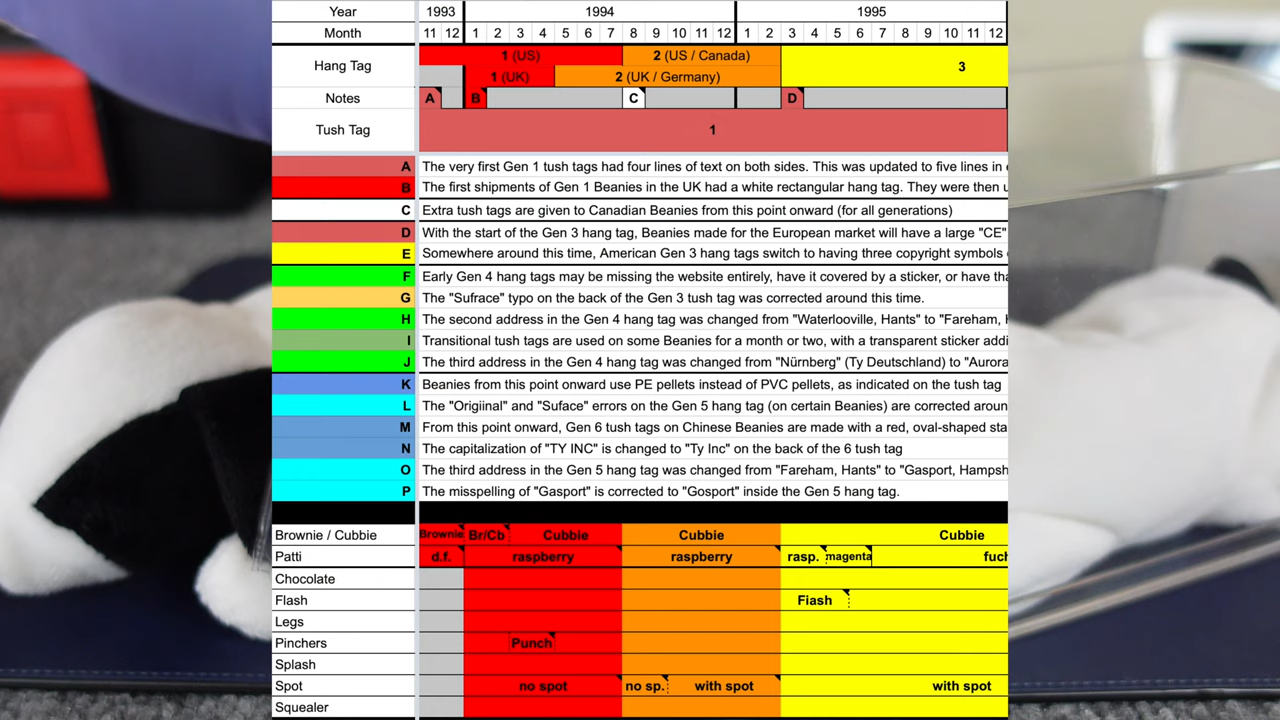 Year 1993 1994 1995
Month 11 12 1 2 3 4 5 6 7 8 9 10 11 12 1 2 3 4 5 6 7 8 9 10 11 12
Hang Tag 1 (US) 2 (US / Canada) 3
1 (UK) 2 (UK / Germany)
Notes A B C D
Tush Tag 1
A The very first Gen 1 tush tags had four lines of text on both sides. This was updated to five lines in
B The first shipments of Gen 1 Beanies in the UK had a white rectangular hang tag. They were then u
C Extra tush tags are given to Canadian Beanies from this point onward (for all generations)
D With the start of the Gen 3 hang tag, Beanies made for the European market will have a large "CE"
E Somewhere around this time, American Gen 3 hang tags switch to having three copyright symbols
F Early Gen 4 hang tags may be missing the website entirely, have it covered by a sticker, or have tha
G The "Sufrace" typo on the back of the Gen 3 tush tag was corrected around this time.
H The second address in the Gen 4 hang tag was changed from "Waterlooville, Hants" to "Fareham, H
I Transitional tush tags are used on some Beanies for a month or two, with a transparent sticker addi
J The third address in the Gen 4 hang tag was changed from "Nürnberg" (Ty Deutschland) to "Aurora
K Beanies from this point onward use PE pellets instead of PVC pellets, as indicated on the tush tag
L The "Origiinal" and "Suface" errors on the Gen 5 hang tag (on certain Beanies) are corrected aroun
M From this point onward, Gen 6 tush tags on Chinese Beanies are made with a red, oval-shaped sta
N The capitalization of "TY INC" is changed to "Ty Inc" on the back of the 6 tush tag
O The third address in the Gen 5 hang tag was changed from "Fareham, Hants" to "Gasport, Hampsh
P The misspelling of "Gasport" is corrected to "Gosport" inside the Gen 5 hang tag.
Brownie / Cubbie Brownie Br/Cb Cubbie Cubbie Cubbie
Patti d.f. raspberry raspberry rasp. magenta fuch
Chocolate
Flash Fiash
Legs
Pinchers Punch
Splash
Spot no spot no sp. with spot with spot
Squealer